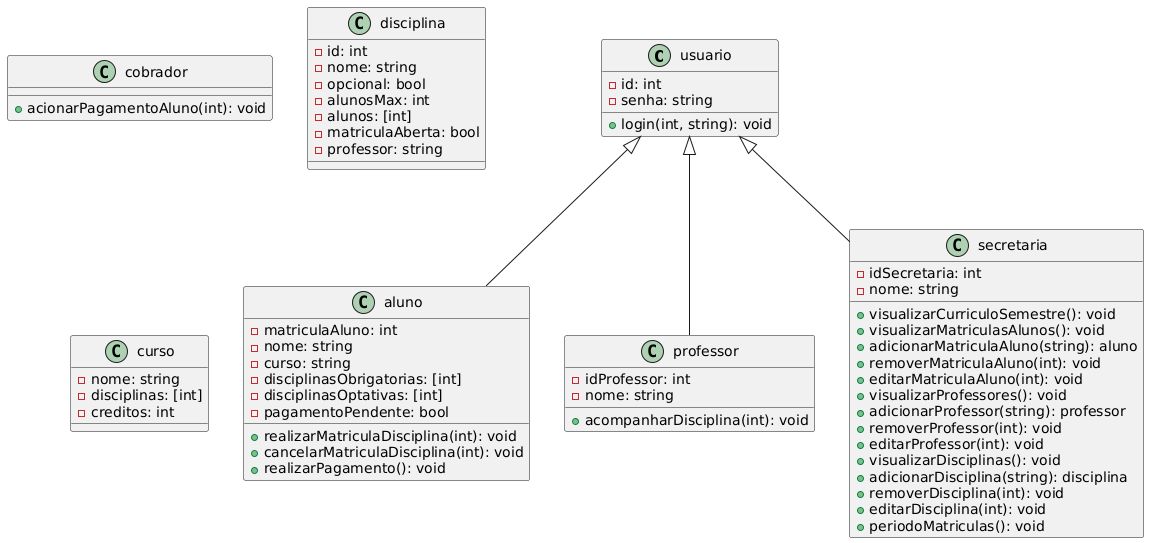 C cobrador
acionarPagamentoAluno(int): void
C disciplina
id: int
nome: string
opcional: bool
alunosMax: int
alunos: [int]
matriculaAberta: bool
professor: string
C usuario
id: int
senha: string
login(int, string): void
C curso
nome: string
disciplinas: [int]
creditos: int
C aluno
matriculaAluno: int
nome: string
curso: string
disciplinasObrigatorias: [int]
disciplinasOptativas: [int]
pagamentoPendente: bool
realizarMatriculaDisciplina(int): void
cancelarMatriculaDisciplina(int): void
realizarPagamento(): void
C professor
idProfessor: int
nome: string
acompanharDisciplina(int): void
C secretaria
idSecretaria: int
nome: string
visualizarCurriculoSemestre(): void
visualizarMatriculasAlunos(): void
adicionarMatriculaAluno(string): aluno
removerMatriculaAluno(int): void
editarMatriculaAluno(int): void
visualizarProfessores(): void
adicionarProfessor(string): professor
removerProfessor(int): void
editarProfessor(int): void
visualizarDisciplinas(): void
adicionarDisciplina(string): disciplina
removerDisciplina(int): void
editarDisciplina(int): void
periodoMatriculas(): void